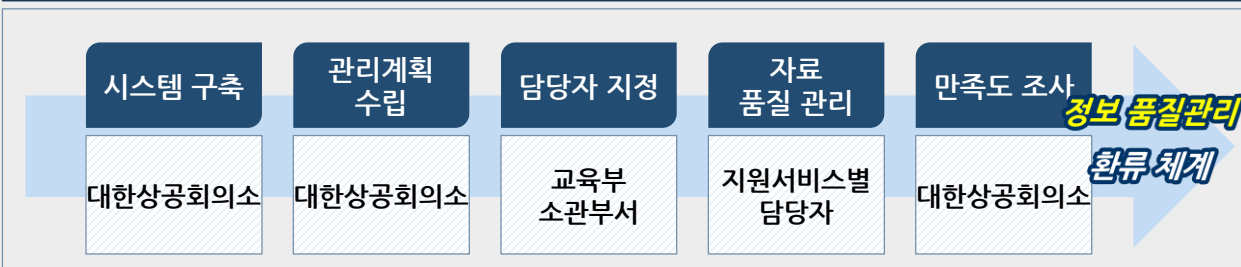 시스템 구축
관리계획
수립
담당자 지정
자료
품질 관리
만족도 조사
정보 품질관리
환류 체계
대한상공회의소
대한상공회의소
교육부
소관부서
지원서비스별
담당자
대한상공회의소